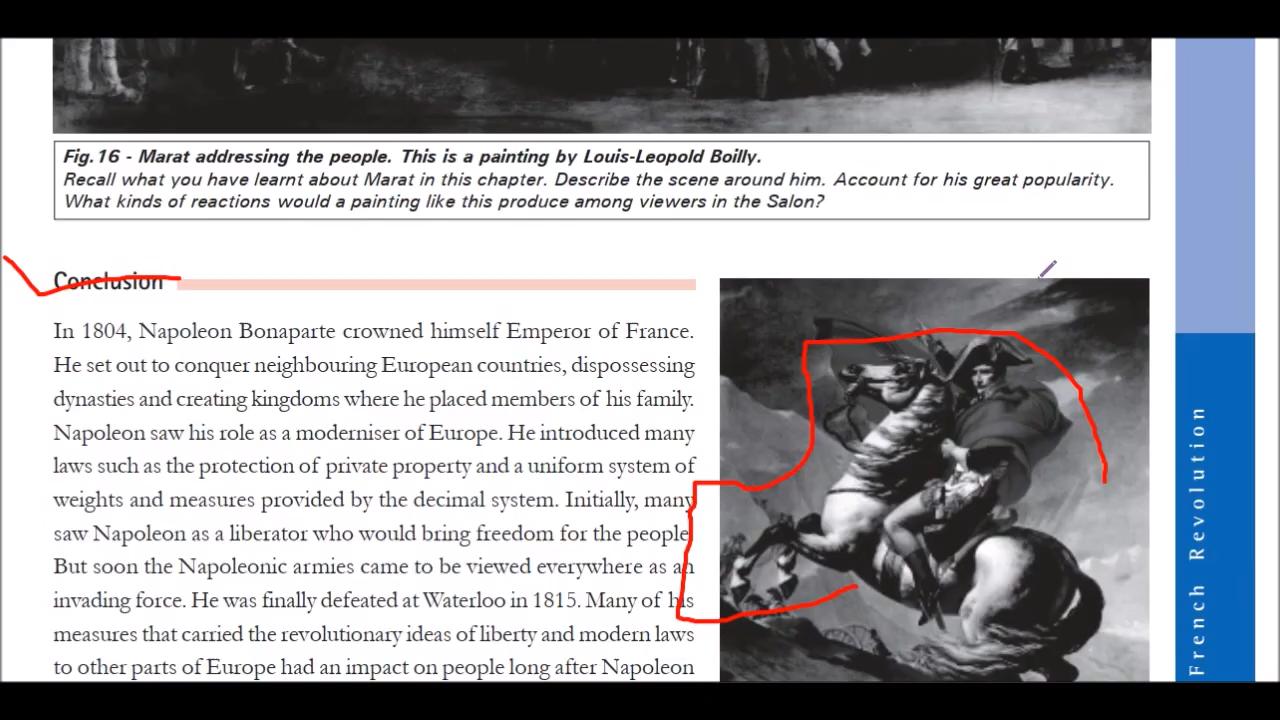 Fig.16 - Marat addressing the people. This is a painting by Louis-Leopold Boilly.
Recall what you have learnt about Marat in this chapter. Describe the scene around him. Account for his great popularity.
What kinds of reactions would a painting like this produce among viewers in the Salon?
Conclusion
In 1804, Napoleon Bonaparte crowned himself Emperor of France.
He set out to conquer neighbouring European countries, dispossessing
dynasties and creating kingdoms where he placed members of his family.
Napoleon saw his role as a moderniser of Europe. He introduced many
laws such as the protection of private property and a uniform system of
weights and measures provided by the decimal system. Initially, many
saw Napoleon as a liberator who would bring freedom for the people.
But soon the Napoleonic armies came to be viewed everywhere as an
invading force. He was finally defeated at Waterloo in 1815. Many of his
measures that carried the revolutionary ideas of liberty and modern laws
to other parts of Europe had an impact on people long after Napoleon
French Revolution